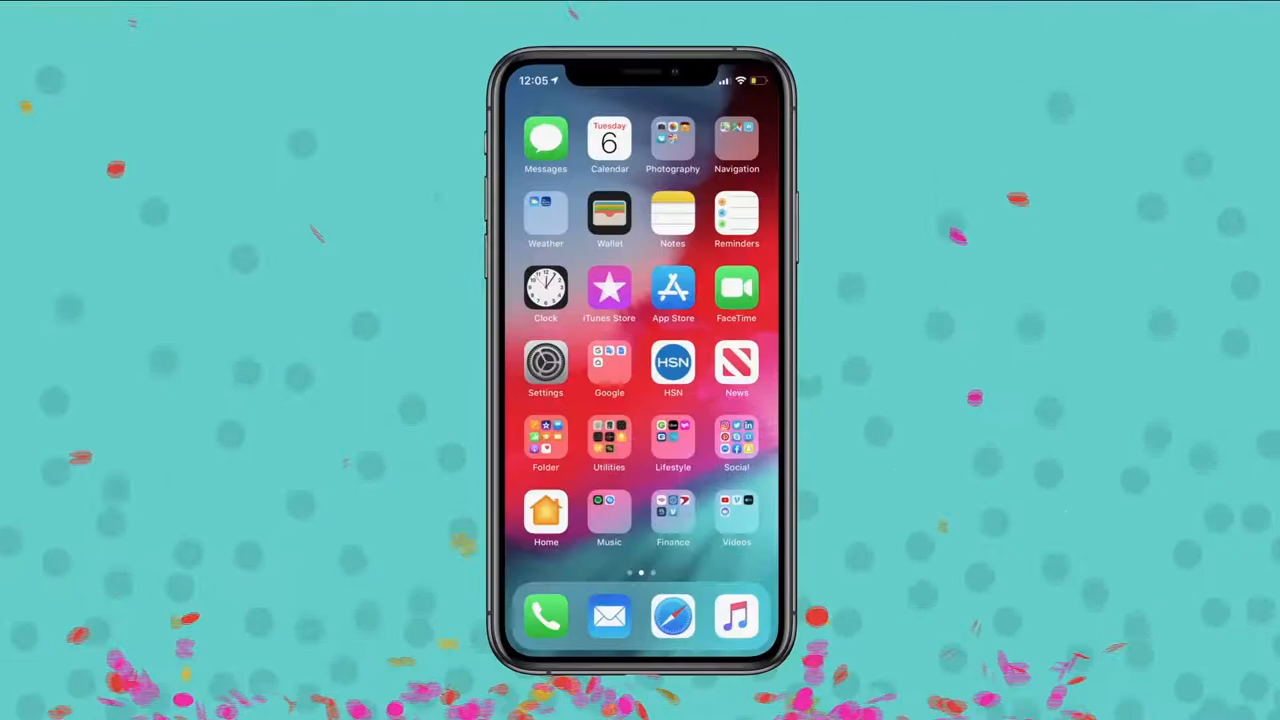 12:05
Tuesday
6
Messages
Calendar
Photography
Navigation
Weather
Wallet
Notes
Reminders
Clock
iTunes Store
App Store
FaceTime
HSN
Settings
Google
HSN
News
Folder
Utilities
Lifestyle
Social
Home
Music
Finance
Videos